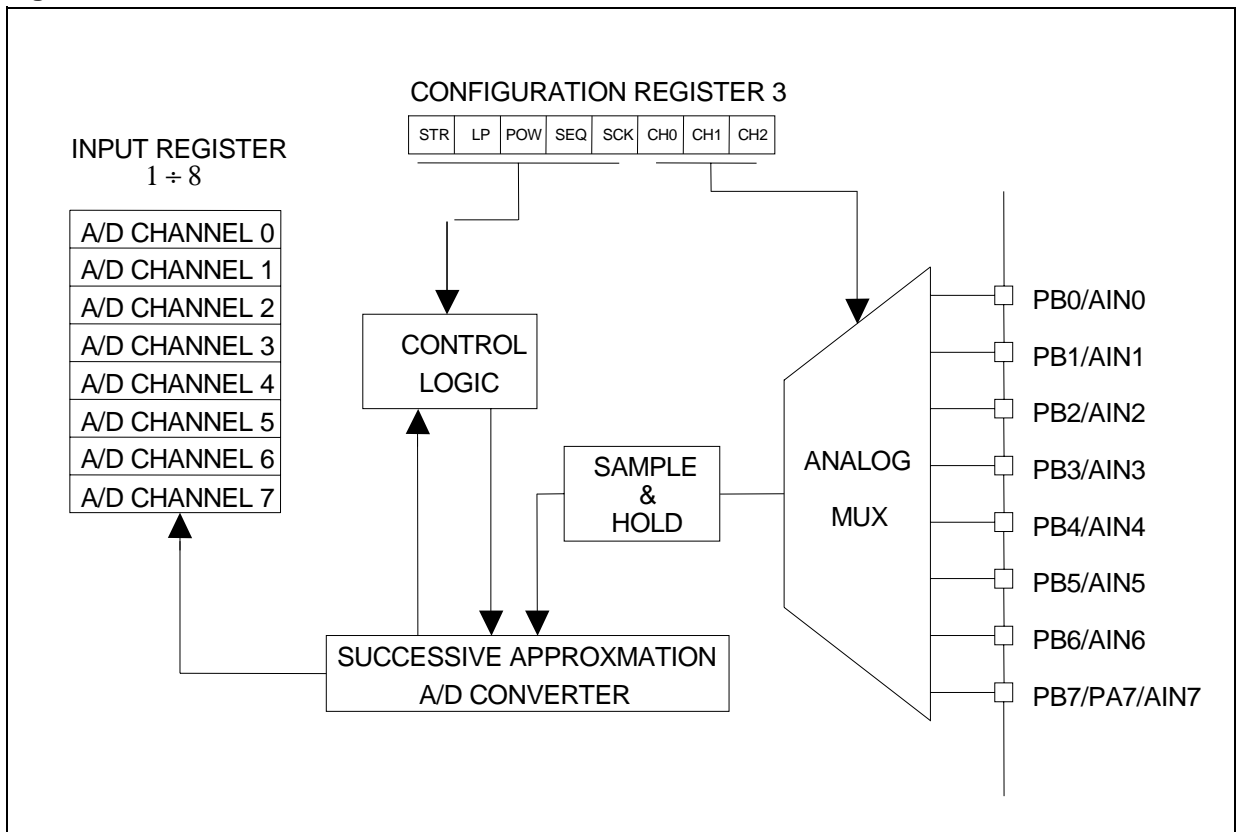 CONFIGURATION REGISTER 3
STR LP POW SEQ SCK CH0 CH1 CH2
INPUT REGISTER
1 ÷ 8
A/D CHANNEL 0
A/D CHANNEL 1
A/D CHANNEL 2
A/D CHANNEL 3
A/D CHANNEL 4
A/D CHANNEL 5
A/D CHANNEL 6
A/D CHANNEL 7
CONTROL
LOGIC
SAMPLE
&
HOLD
ANALOG
MUX
SUCCESSIVE APPROXMATION
A/D CONVERTER
PB0/AIN0
PB1/AIN1
PB2/AIN2
PB3/AIN3
PB4/AIN4
PB5/AIN5
PB6/AIN6
PB7/PA7/AIN7